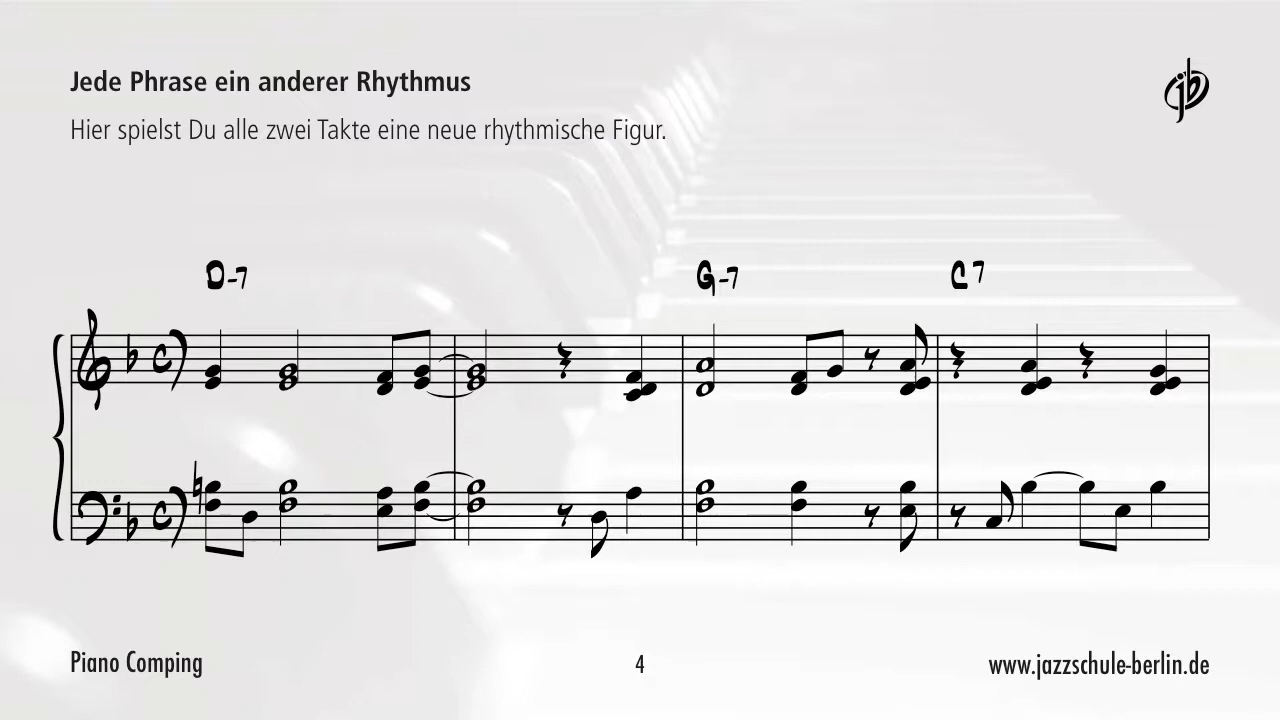 Jede Phrase ein anderer Rhythmus
Hier spielst Du alle zwei Takte eine neue rhythmische Figur.
jb
D-7 G-7 C7
Piano Comping 4 www.jazzschule-berlin.de